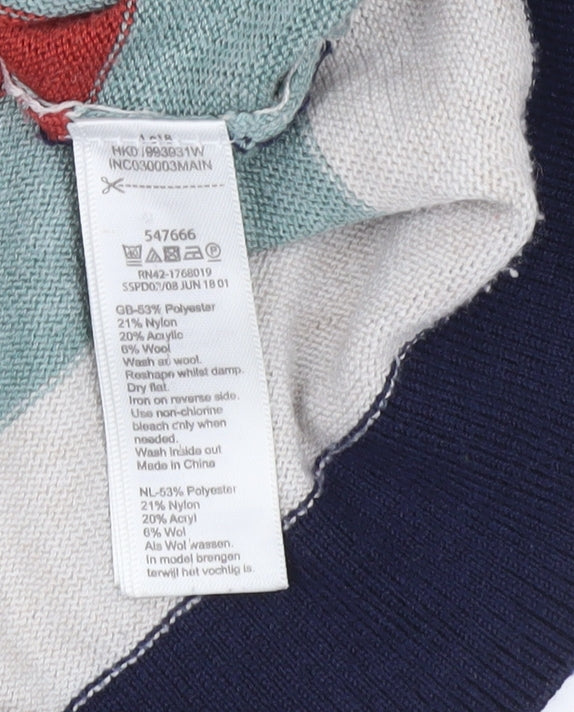 INC030003MAIN
547666
RN42-1768019
08 JUN 18 01
GB-53% Polyester
21% Nylon
20% Acrylic
6% Wool
Wash as wool.
Reshape whilst damp.
Dry flat.
Iron on reverse side.
Use non-chlorine
bleach only when
needed.
Wash Inside out
Made in China
NL-53% Polyester
21% Nylon
20% Acryl
6% Wol
Als Wol wassen.
In model brengen
terwijl het vochtig is.